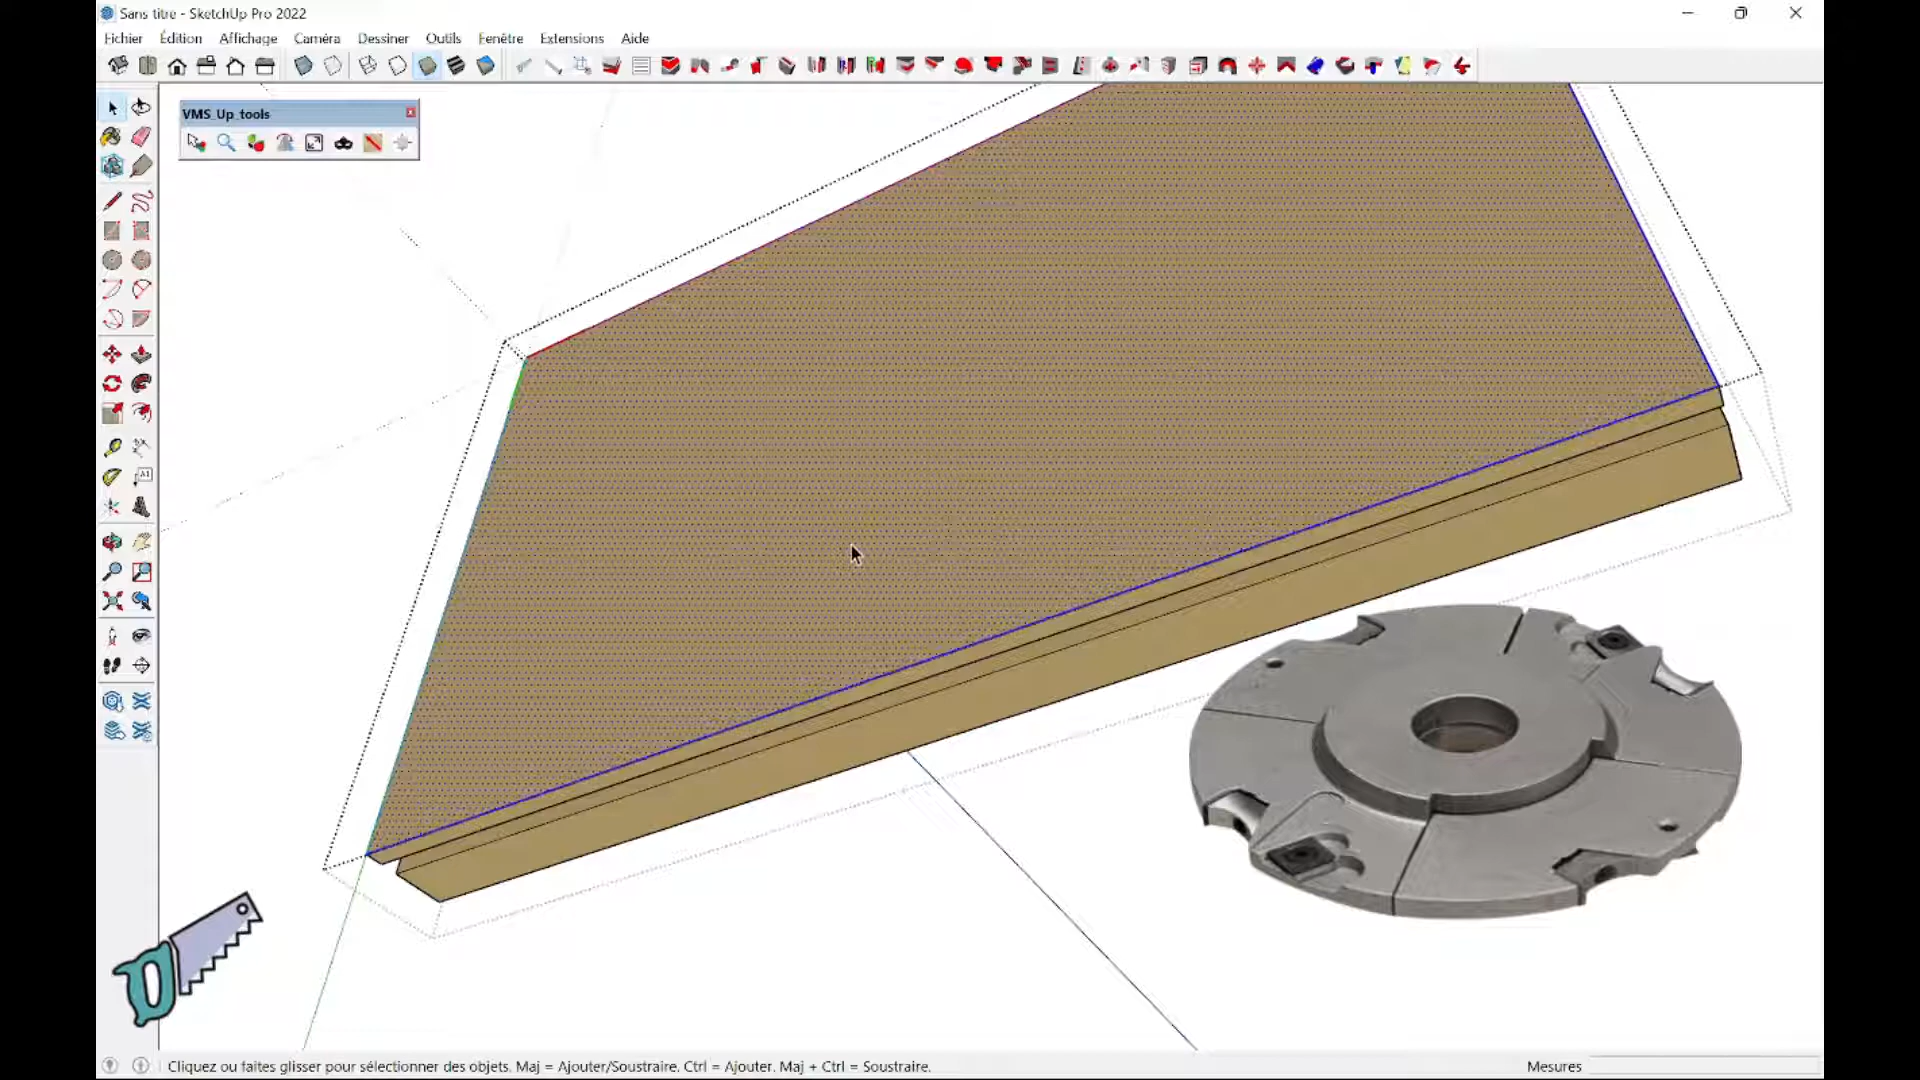 Sans titre - SketchUp Pro 2022
Fichier Édition Affichage Caméra Dessiner Outils Fenêtre Extensions Aide
VMS_Up_tools
A1
Cliquez ou faites glisser pour sélectionner des objets. Maj = Ajouter/Soustraire. Ctrl = Ajouter. Maj + Ctrl = Soustraire.
Mesures